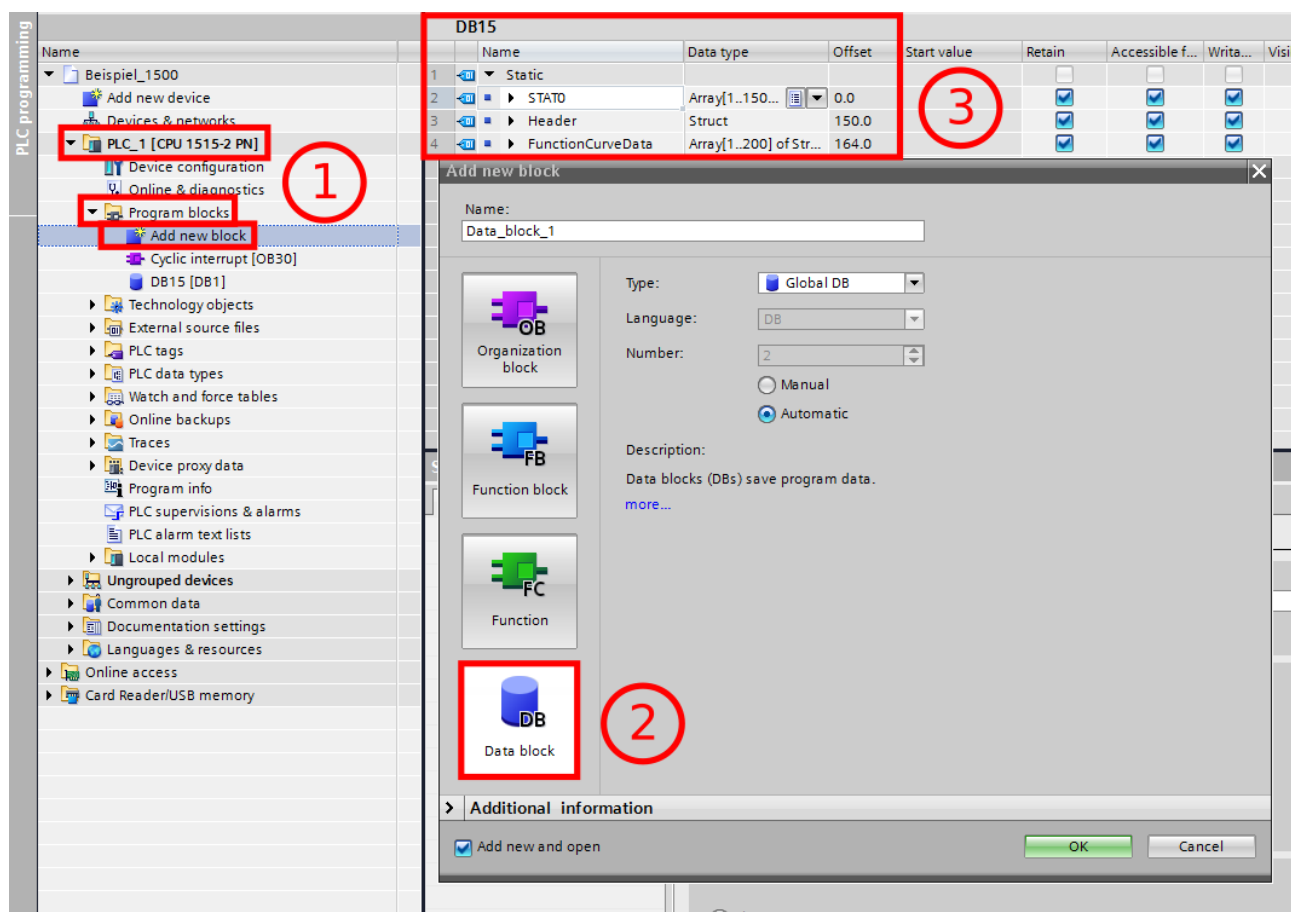 PLC programming
Name
Beispiel_1500
Add new device
Devices & networks
PLC_1 [CPU 1515-2 PN]
Device configuration
Online & diagnostics
Program blocks
Add new block
Cyclic interrupt [OB30]
DB15 [DB1]
Technology objects
External source files
PLC tags
PLC data types
Watch and force tables
Online backups
Traces
Device proxy data
Program info
PLC supervisions & alarms
PLC alarm text lists
Local modules
Ungrouped devices
Common data
Documentation settings
Languages & resources
Online access
Card Reader/USB memory
1
DB15
Name Data type Offset Start value Retain Accessible f... Writa... Visi
1 Static
2 STAT0 Array[1..150... 0.0
3 Header Struct 150.0
4 FunctionCurveData Array[1..200] of Str... 164.0
3
Add new block
Name:
Data_block_1
OB
Organization
block
FB
Function block
FC
Function
DB
Data block
2
Type: Global DB
Language: DB
Number: 2
Manual
Automatic
Description:
Data blocks (DBs) save program data.
more...
Additional information
Add new and open
OK Cancel